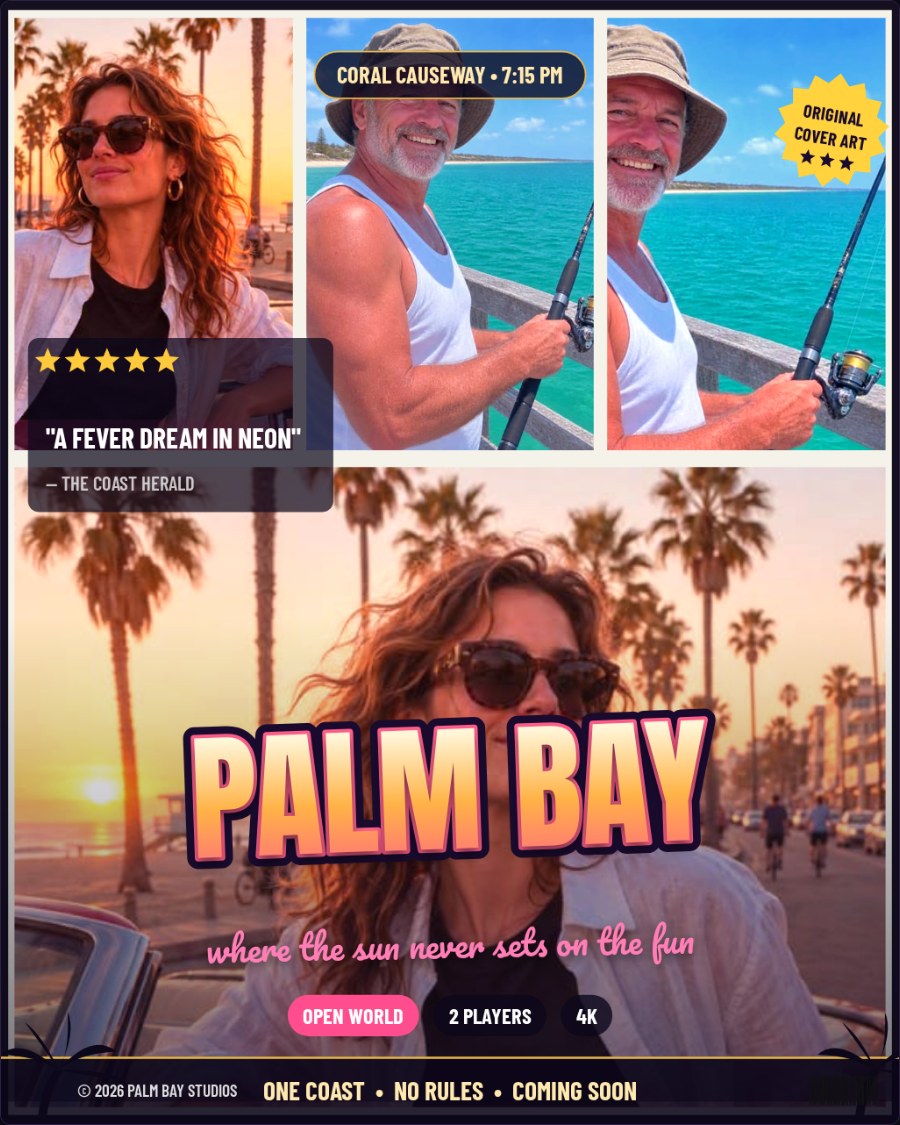 CORAL CAUSEWAY • 7:15 PM
ORIGINAL
COVER ART
★★★
★★★★★
"A FEVER DREAM IN NEON"
— THE COAST HERALD
PALM BAY
where the sun never sets on the fun
OPEN WORLD
2 PLAYERS
4K
© 2026 PALM BAY STUDIOS
ONE COAST • NO RULES • COMING SOON